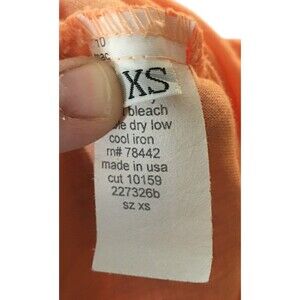 XS
bleach
dry low
cool iron
rn# 78442
made in usa
cut 10159
227326b
sz xs